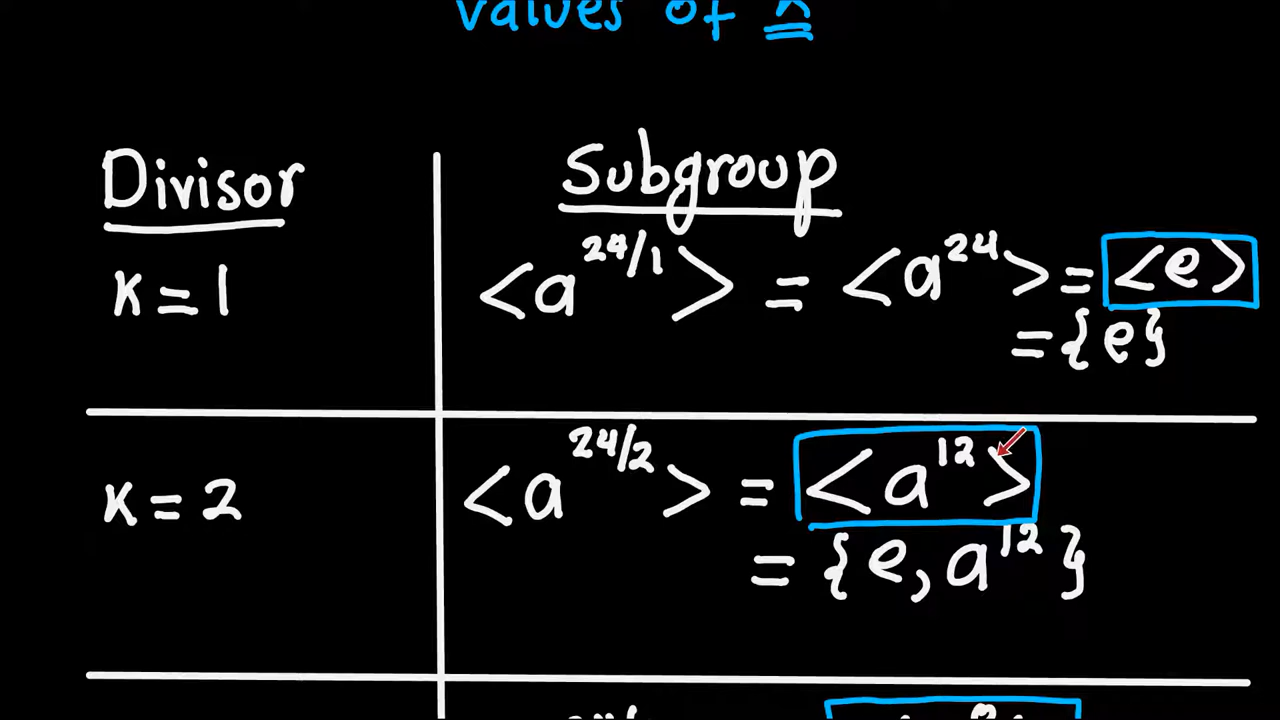 values of k
Divisor
Subgroup
k = 1
<a^24/1> = <a^24> = <e>
= {e}
k = 2
<a^24/2> = <a^12>
= {e, a^12}